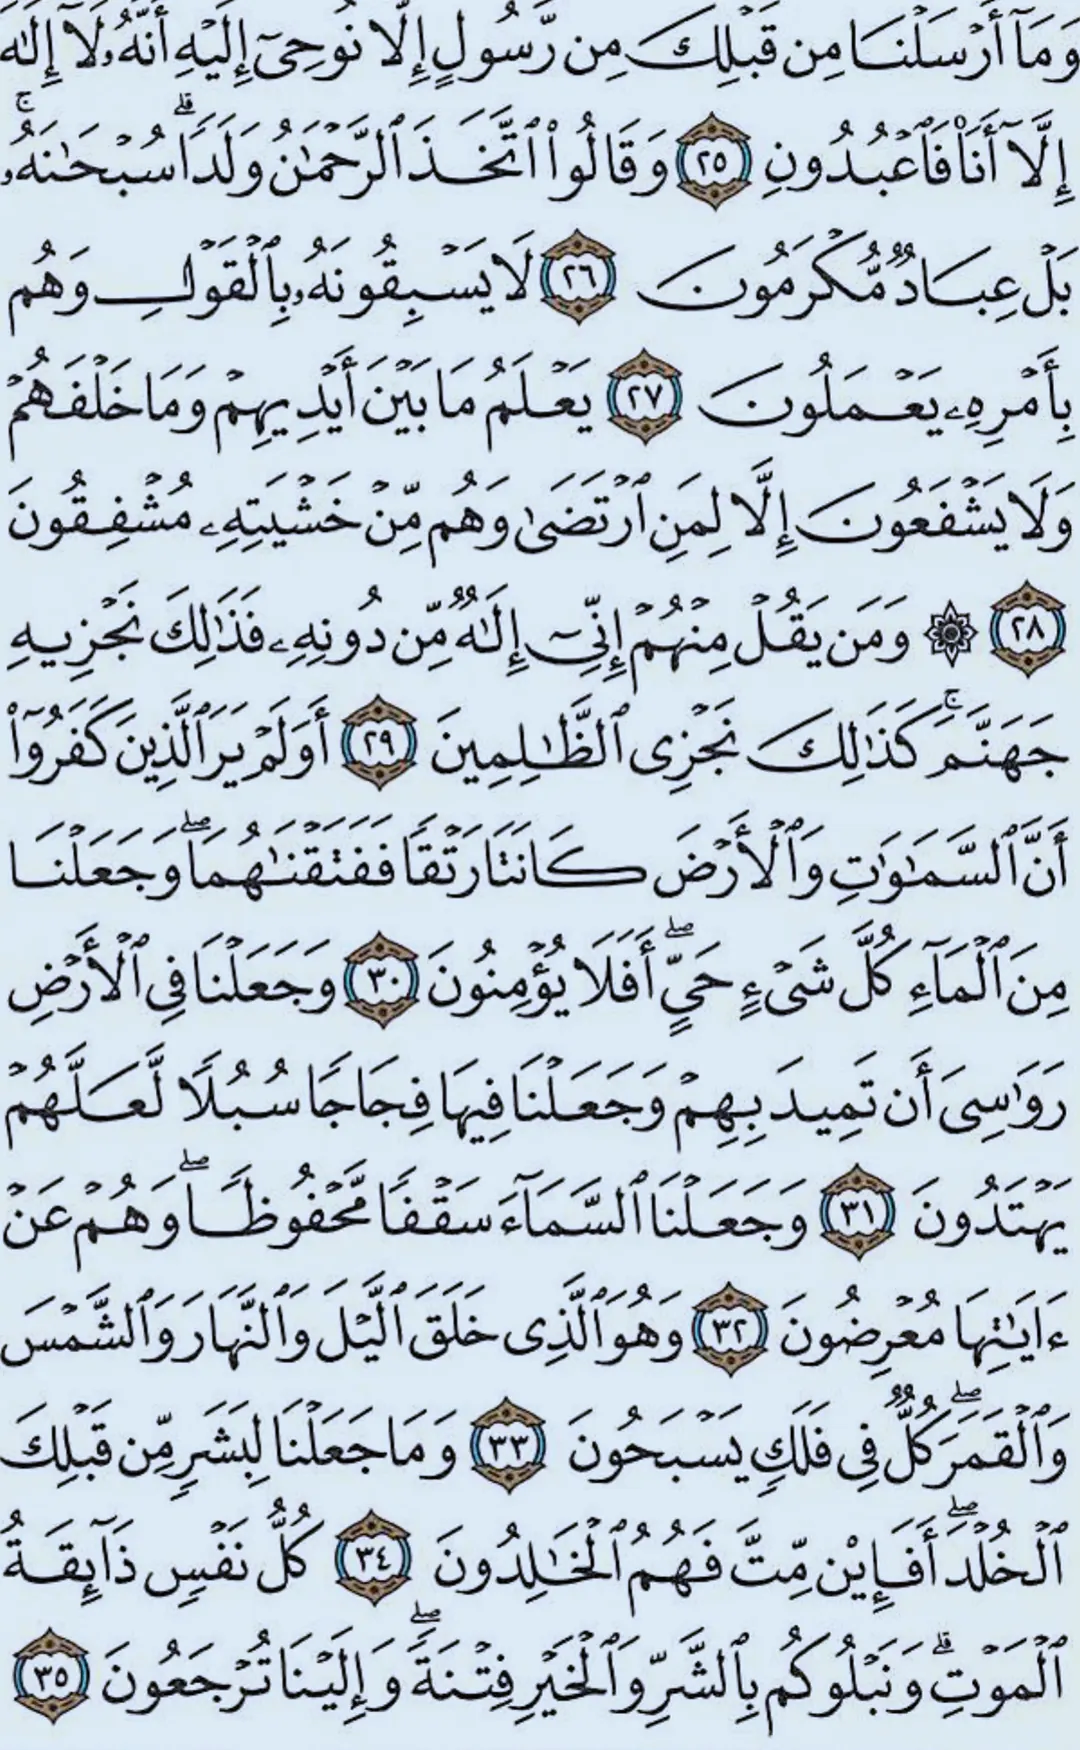 وَمَآ أَرۡسَلۡنَا مِن قَبۡلِكَ مِن رَّسُولٍ إِلَّا نُوحِيٓ إِلَيۡهِ أَنَّهُۥ لَآ إِلَٰهَ
إِلَّآ أَنَا۠ فَٱعۡبُدُونِ ٢٥ وَقَالُواْ ٱتَّخَذَ ٱلرَّحۡمَٰنُ وَلَدٗاۗ سُبۡحَٰنَهُۥۚ
بَلۡ عِبَادٞ مُّكۡرَمُونَ ٢٦ لَا يَسۡبِقُونَهُۥ بِٱلۡقَوۡلِ وَهُم
بِأَمۡرِهِۦ يَعۡمَلُونَ ٢٧ يَعۡلَمُ مَا بَيۡنَ أَيۡدِيهِمۡ وَمَا خَلۡفَهُمۡ
وَلَا يَشۡفَعُونَ إِلَّا لِمَنِ ٱرۡتَضَىٰ وَهُم مِّنۡ خَشۡيَتِهِۦ مُشۡفِقُونَ
٢٨ ۞ وَمَن يَقُلۡ مِنۡهُمۡ إِنِّيٓ إِلَٰهٞ مِّن دُونِهِۦ فَذَٰلِكَ نَجۡزِيهِ
جَهَنَّمَۚ كَذَٰلِكَ نَجۡزِي ٱلظَّٰلِمِينَ ٢٩ أَوَلَمۡ يَرَ ٱلَّذِينَ كَفَرُوٓاْ
أَنَّ ٱلسَّمَٰوَٰتِ وَٱلۡأَرۡضَ كَانَتَا رَتۡقٗا فَفَتَقۡنَٰهُمَاۖ وَجَعَلۡنَا
مِنَ ٱلۡمَآءِ كُلَّ شَيۡءٍ حَيٍّۚ أَفَلَا يُؤۡمِنُونَ ٣٠ وَجَعَلۡنَا فِي ٱلۡأَرۡضِ
رَوَٰسِيَ أَن تَمِيدَ بِهِمۡ وَجَعَلۡنَا فِيهَا فِجَاجٗا سُبُلٗا لَّعَلَّهُمۡ
يَهۡتَدُونَ ٣١ وَجَعَلۡنَا ٱلسَّمَآءَ سَقۡفٗا مَّحۡفُوظٗاۖ وَهُمۡ عَنۡ
ءَايَٰتِهَا مُعۡرِضُونَ ٣٢ وَهُوَ ٱلَّذِي خَلَقَ ٱلَّيۡلَ وَٱلنَّهَارَ وَٱلشَّمۡسَ
وَٱلۡقَمَرَۖ كُلّٞ فِي فَلَكٖ يَسۡبَحُونَ ٣٣ وَمَا جَعَلۡنَا لِبَشَرٖ مِّن قَبۡلِكَ
ٱلۡخُلۡدَۖ أَفَإِيْن مِّتَّ فَهُمُ ٱلۡخَٰلِدُونَ ٣٤ كُلُّ نَفۡسٖ ذَآئِقَةُ
ٱلۡمَوۡتِۗ وَنَبۡلُوكُم بِٱلشَّرِّ وَٱلۡخَيۡرِ فِتۡنَةٗۖ وَإِلَيۡنَا تُرۡجَعُونَ ٣٥